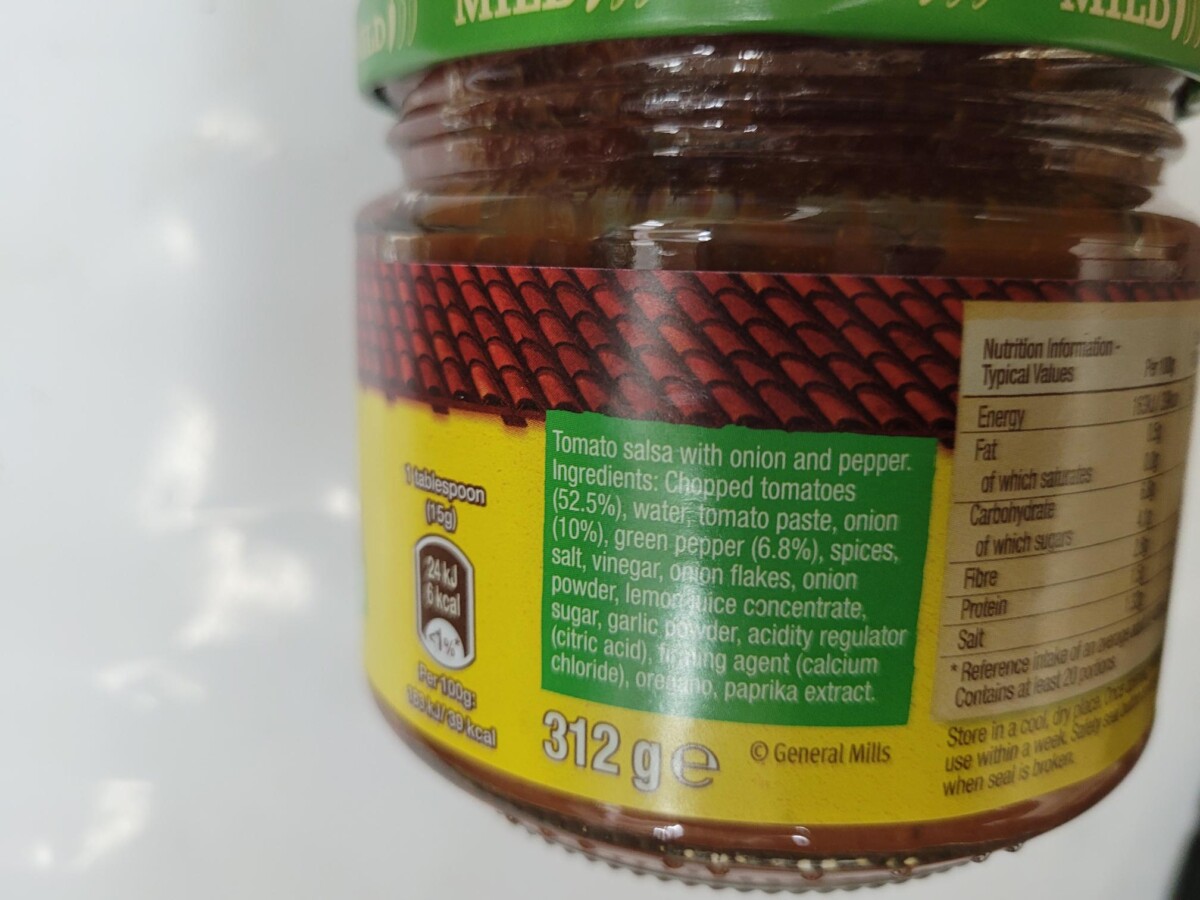 MILD
MILD
1 tablespoon
(15g)
24 kJ
6 kcal
<1%*
Per 100g:
39 kcal
Tomato salsa with onion and pepper.
Ingredients: Chopped tomatoes
(52.5%), water, tomato paste, onion
(10%), green pepper (6.8%), spices,
salt, vinegar, onion flakes, onion
powder, lemon juice concentrate,
sugar, garlic powder, acidity regulator
(citric acid), firming agent (calcium
chloride), oregano, paprika extract.
312 g e
© General Mills
Nutrition Information -
Typical Values Per 100g
Energy
Fat
of which saturates
Carbohydrate
of which sugars
Fibre
Protein
Salt
* Reference intake of an average
Contains at least 20 portions.
Store in a cool, dry place. Once
use within a week. Safety seal
when seal is broken.